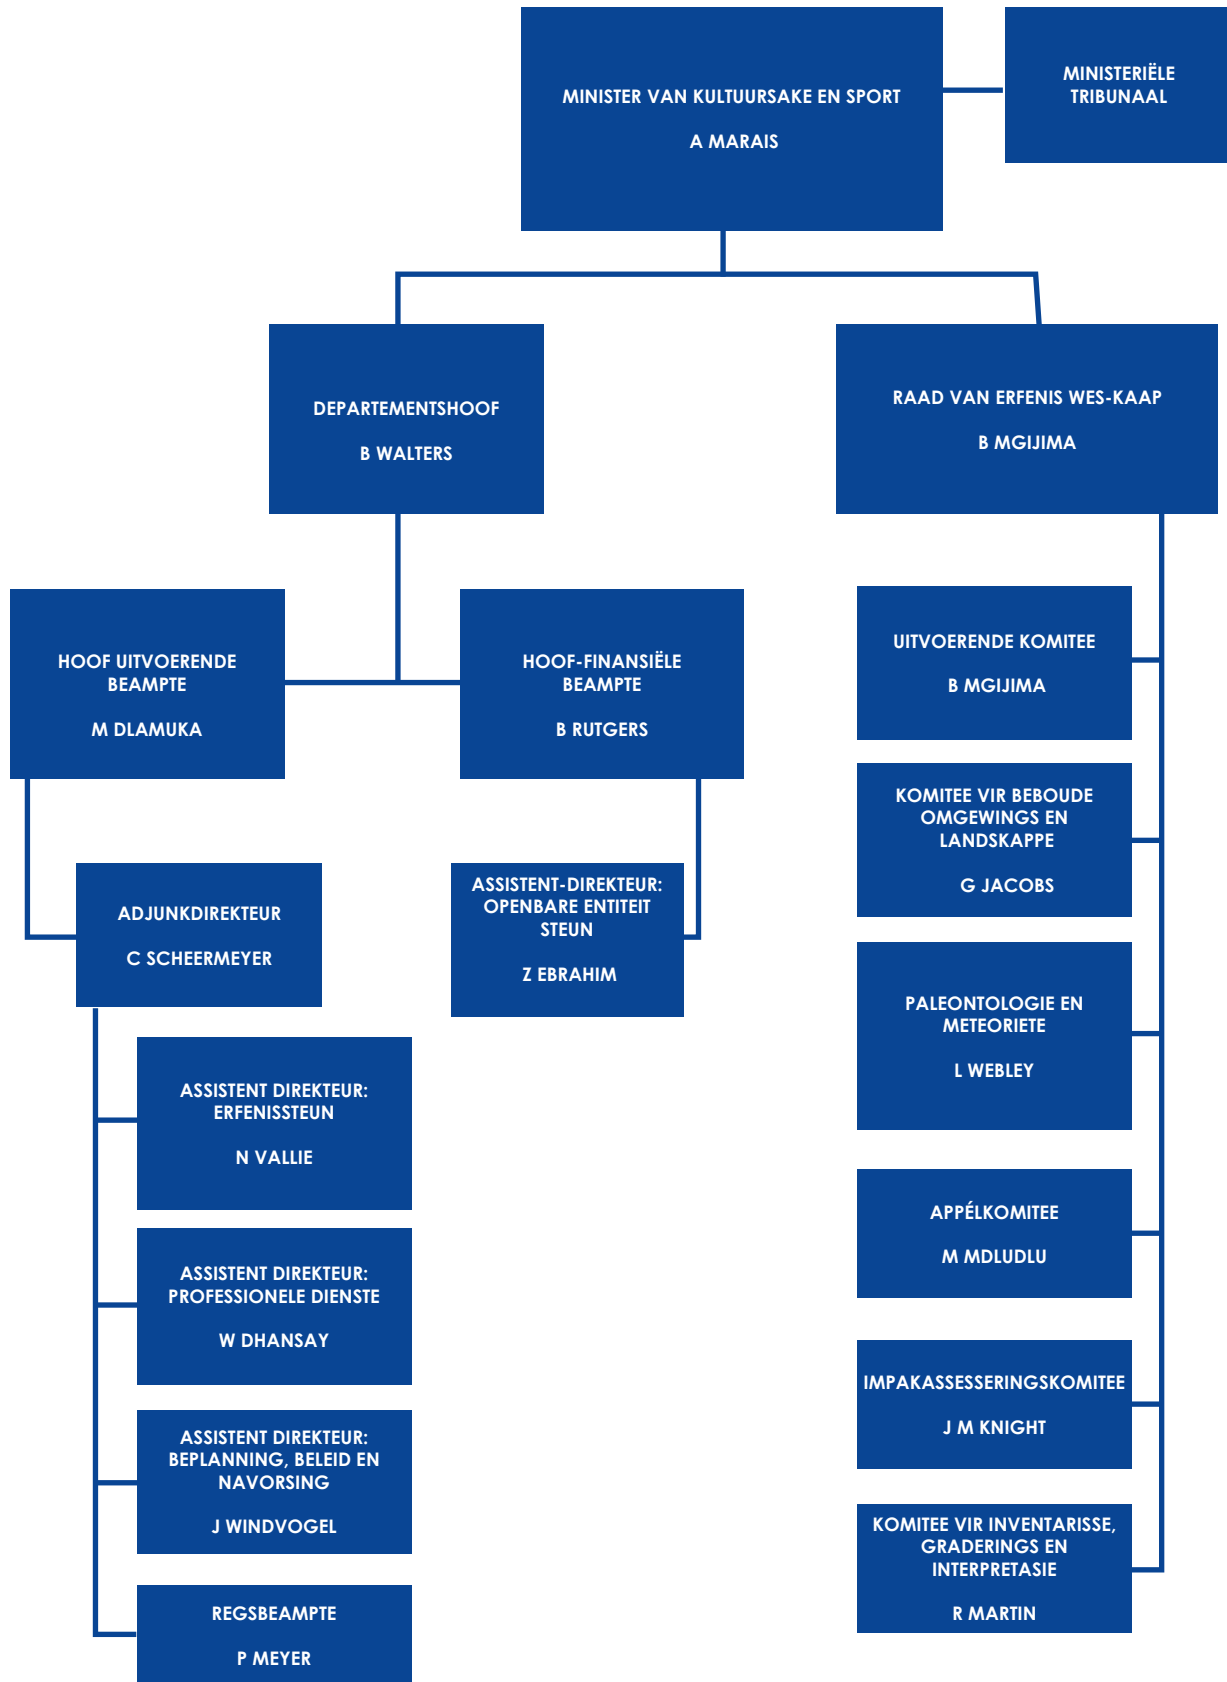 MINISTER VAN KULTUURSAKE EN SPORT
A MARAIS
MINISTERIËLE
TRIBUNAAL
DEPARTEMENTSHOOF
B WALTERS
RAAD VAN ERFENIS WES-KAAP
B MGIJIMA
HOOF UITVOERENDE
BEAMPTE
M DLAMUKA
HOOF-FINANSIËLE
BEAMPTE
B RUTGERS
ADJUNKDIREKTEUR
C SCHEERMEYER
ASSISTENT-DIREKTEUR:
OPENBARE ENTITEIT
STEUN
Z EBRAHIM
ASSISTENT DIREKTEUR:
ERFENISSTEUN
N VALLIE
ASSISTENT DIREKTEUR:
PROFESSIONELE DIENSTE
W DHANSAY
ASSISTENT DIREKTEUR:
BEPLANNING, BELEID EN
NAVORSING
J WINDVOGEL
REGSBEAMPTE
P MEYER
UITVOERENDE KOMITEE
B MGIJIMA
KOMITEE VIR BEBOUDE
OMGEWINGS EN
LANDSKAPPE
G JACOBS
PALEONTOLOGIE EN
METEORIETE
L WEBLEY
APPÉLKOMITEE
M MDLUDLU
IMPAKASSESSERINGSKOMITEE
J M KNIGHT
KOMITEE VIR INVENTARISSE,
GRADERINGS EN
INTERPRETASIE
R MARTIN